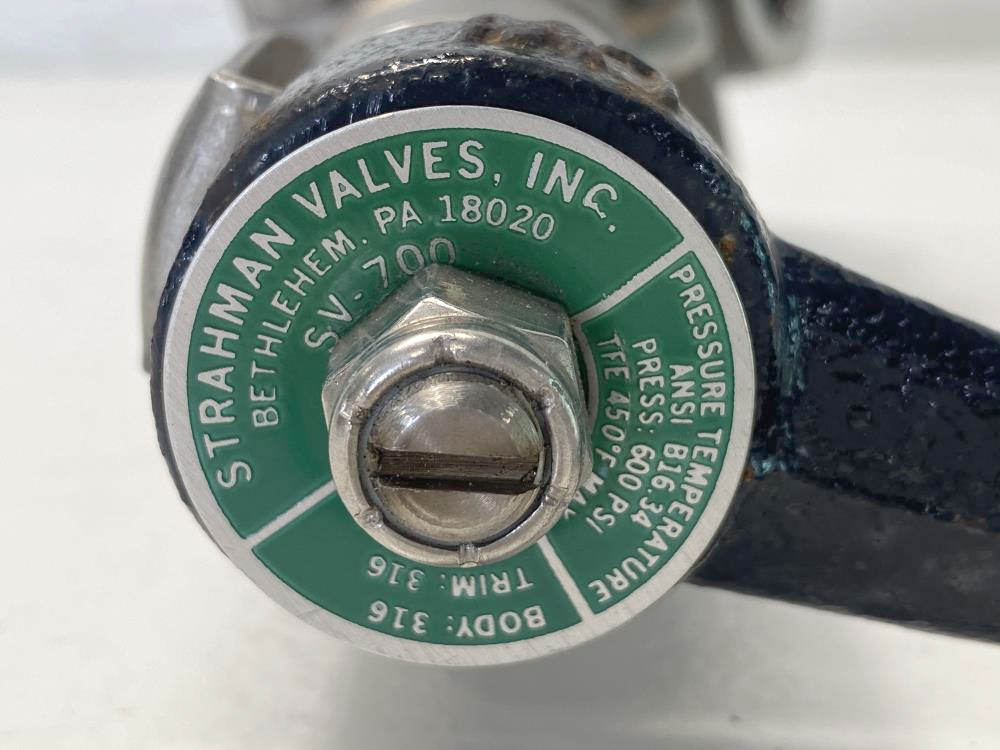 STRAHMAN VALVES, INC.
BETHLEHEM. PA 18020
SV-700
PRESSURE TEMPERATURE
ANSI B16.34
PRESS: 600 PSI
TFE 450°F MAX
BODY: 316
TRIM: 316